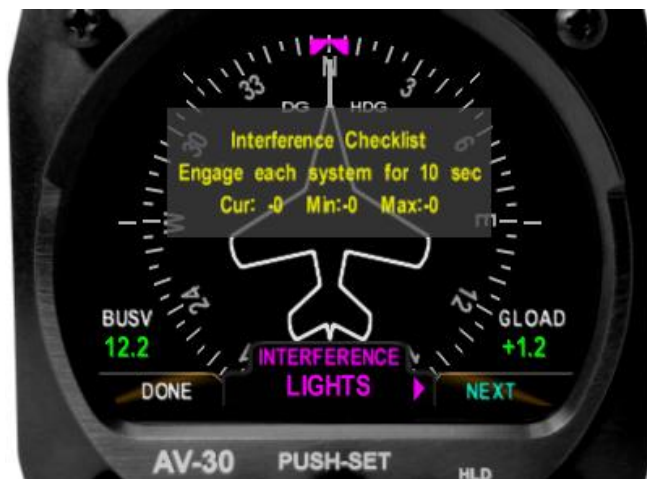 N
33
3
DG HDG
30
6
Interference Checklist
Engage each system for 10 sec
Cur: -0 Min:-0 Max:-0
W
E
24
12
BUSV
12.2
GLOAD
+1.2
INTERFERENCE
LIGHTS
DONE
NEXT
AV-30
PUSH-SET
HLD